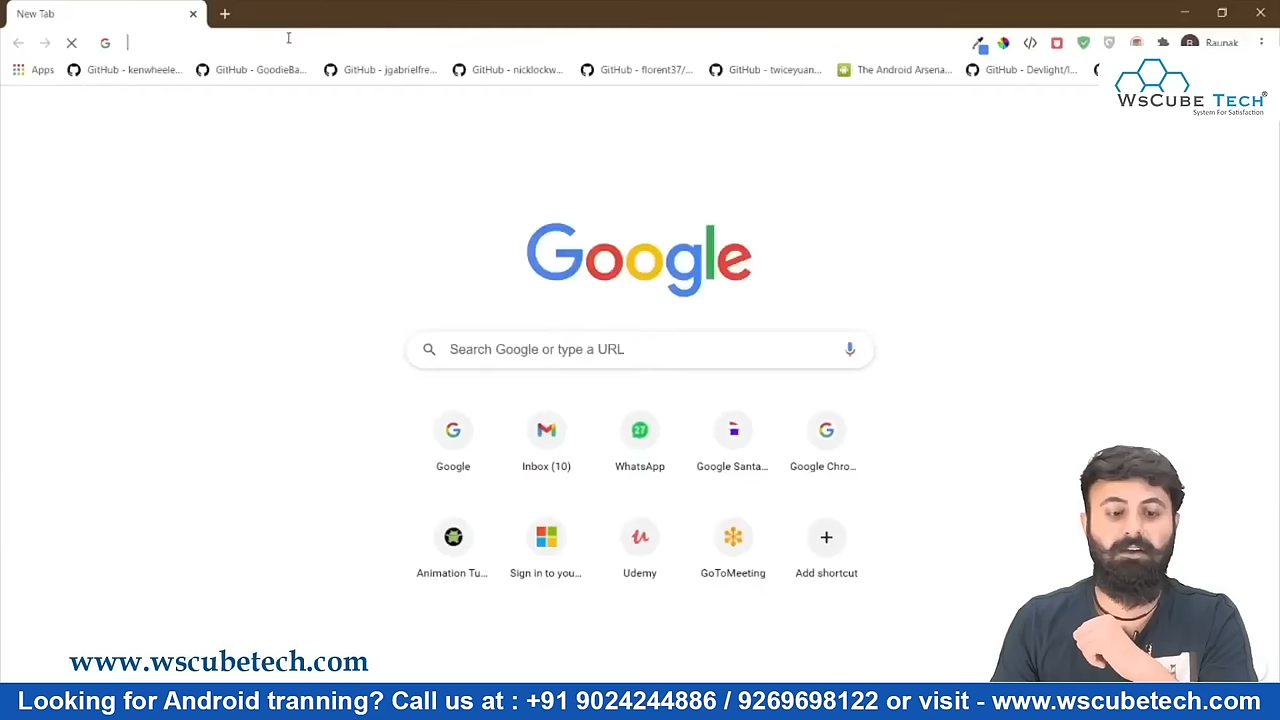 New Tab
Raunak
Apps
GitHub - kenwheele...
GitHub - GoodieBa...
GitHub - jgabrielfre...
GitHub - nicklockw...
GitHub - florent37/...
GitHub - twiceyuan...
The Android Arsena...
GitHub - Devlight/I...
WsCube Tech®
System For Satisfaction
Google
Search Google or type a URL
Google
Inbox (10)
27
WhatsApp
Google Santa...
Google Chro...
Animation Tu...
Sign in to you...
Udemy
GoToMeeting
Add shortcut
www.wscubetech.com
Looking for Android tranning? Call us at : +91 9024244886 / 9269698122 or visit - www.wscubetech.com